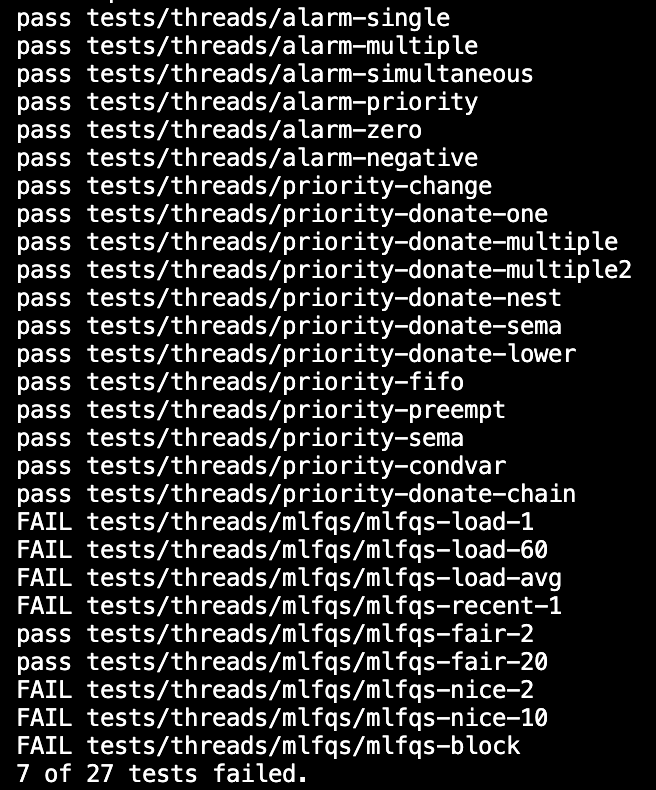 pass tests/threads/alarm-single
pass tests/threads/alarm-multiple
pass tests/threads/alarm-simultaneous
pass tests/threads/alarm-priority
pass tests/threads/alarm-zero
pass tests/threads/alarm-negative
pass tests/threads/priority-change
pass tests/threads/priority-donate-one
pass tests/threads/priority-donate-multiple
pass tests/threads/priority-donate-multiple2
pass tests/threads/priority-donate-nest
pass tests/threads/priority-donate-sema
pass tests/threads/priority-donate-lower
pass tests/threads/priority-fifo
pass tests/threads/priority-preempt
pass tests/threads/priority-sema
pass tests/threads/priority-condvar
pass tests/threads/priority-donate-chain
FAIL tests/threads/mlfqs/mlfqs-load-1
FAIL tests/threads/mlfqs/mlfqs-load-60
FAIL tests/threads/mlfqs/mlfqs-load-avg
FAIL tests/threads/mlfqs/mlfqs-recent-1
pass tests/threads/mlfqs/mlfqs-fair-2
pass tests/threads/mlfqs/mlfqs-fair-20
FAIL tests/threads/mlfqs/mlfqs-nice-2
FAIL tests/threads/mlfqs/mlfqs-nice-10
FAIL tests/threads/mlfqs/mlfqs-block
7 of 27 tests failed.